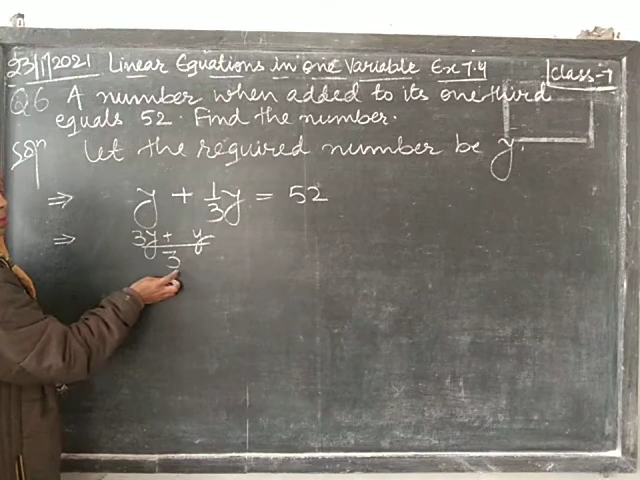 23/1/2021 Linear Equations in one Variable Ex 7.4 Class-7
Q6 A number when added to its one third
equals 52. Find the number.
Sol Let the required number be y.
⇒ y + 1/3 y = 52
⇒ 3y + y / 3